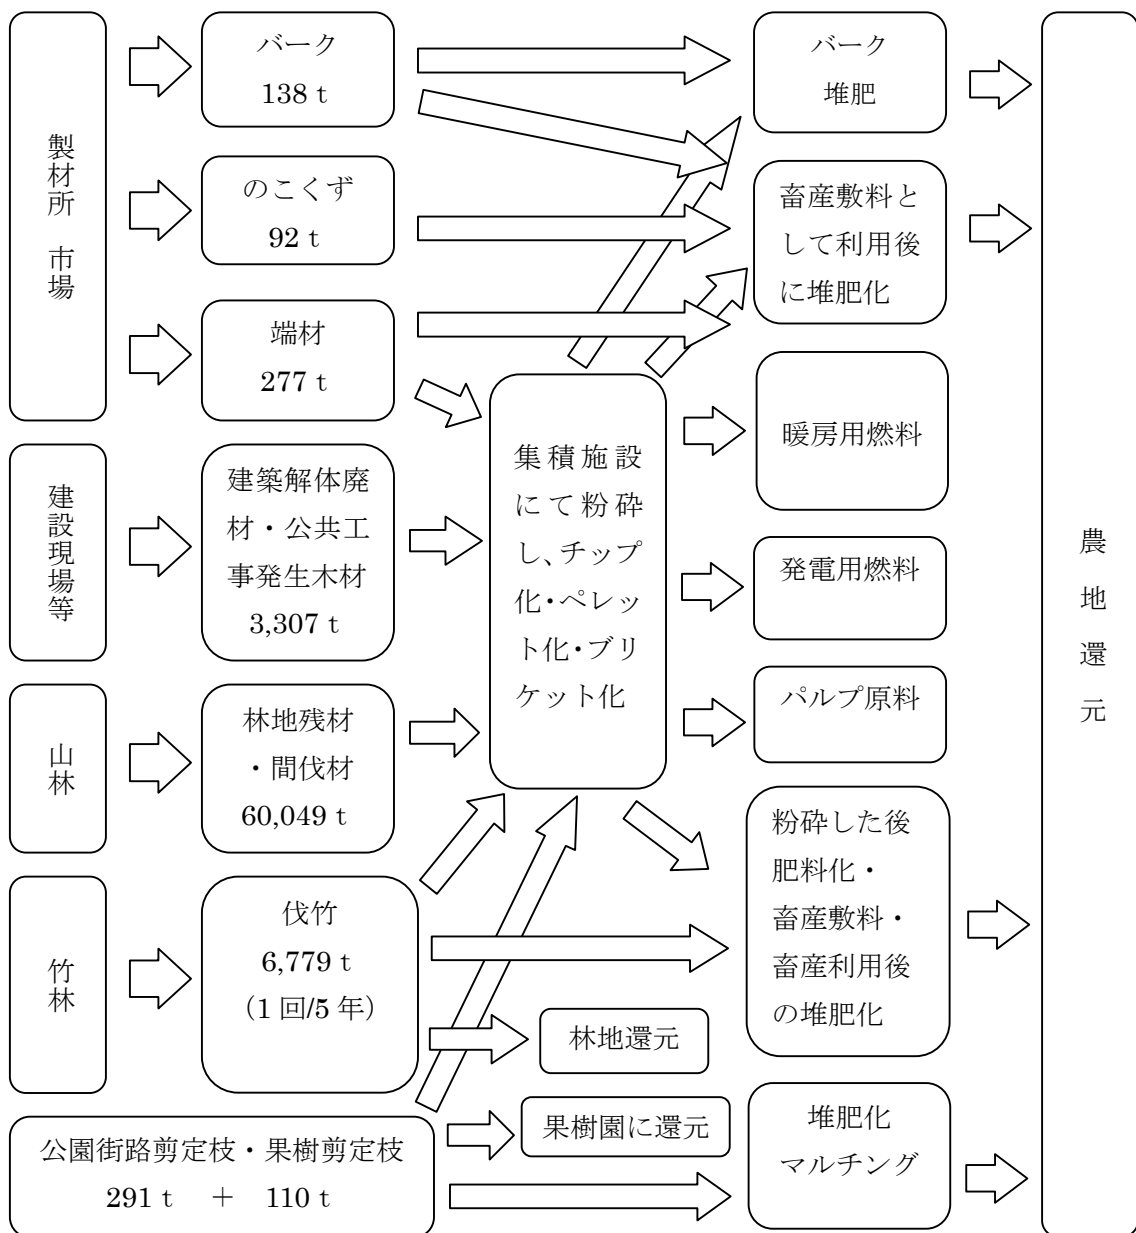 製材所 市場
バーク
138 t
のこくず
92 t
端材
277 t
建設現場等
建築解体廃
材・公共工
事発生木材
3,307 t
山林
林地残材
・間伐材
60,049 t
竹林
伐竹
6,779 t
（1 回/5 年）
公園街路剪定枝・果樹剪定枝
291 t ＋ 110 t
集積施設
にて粉砕
し、チップ
化・ペレッ
ト化・ブリ
ケット化
林地還元
果樹園に還元
バーク
堆肥
畜産敷料と
して利用後
に堆肥化
暖房用燃料
発電用燃料
パルプ原料
粉砕した後
肥料化・
畜産敷料・
畜産利用後
の堆肥化
堆肥化
マルチング
農地還元